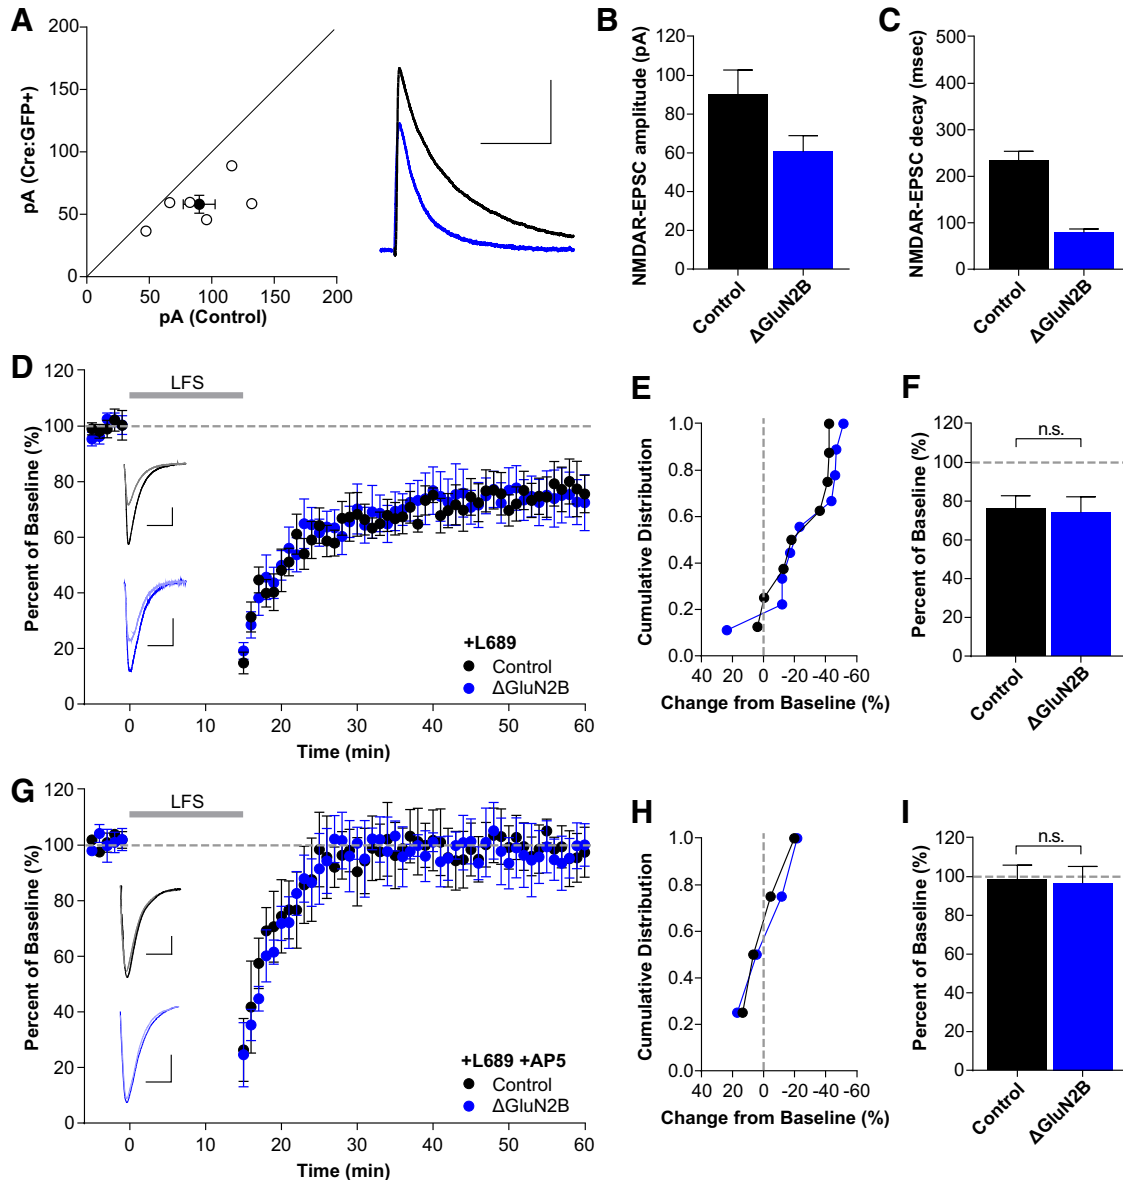 A
200
150
100
50
0
pA (Cre:GFP+)
0 50 100 150 200
pA (Control)
B
120
100
80
60
40
20
0
NMDAR-EPSC amplitude (pA)
Control
ΔGluN2B
C
500
400
300
200
100
0
NMDAR-EPSC decay (msec)
Control
ΔGluN2B
D
120
100
80
60
40
20
0
Percent of Baseline (%)
LFS
+L689
Control
ΔGluN2B
0 10 20 30 40 50 60
Time (min)
E
1.0
0.8
0.6
0.4
0.2
0.0
Cumulative Distribution
40 20 0 -20 -40 -60
Change from Baseline (%)
F
120
100
80
60
40
20
0
Percent of Baseline (%)
n.s.
Control
ΔGluN2B
G
120
100
80
60
40
20
0
Percent of Baseline (%)
LFS
+L689 +AP5
Control
ΔGluN2B
0 10 20 30 40 50 60
Time (min)
H
1.0
0.8
0.6
0.4
0.2
0.0
Cumulative Distribution
40 20 0 -20 -40 -60
Change from Baseline (%)
I
120
100
80
60
40
20
0
Percent of Baseline (%)
n.s.
Control
ΔGluN2B